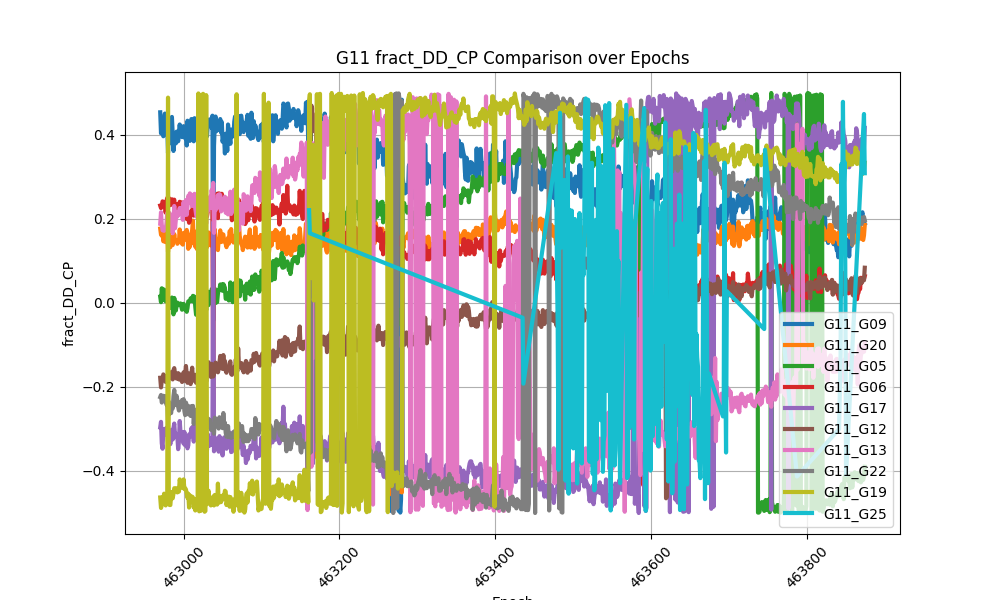 G11 fract_DD_CP Comparison over Epochs
fract_DD_CP
0.4
0.2
0.0
−0.2
−0.4
463000
463200
463400
463600
463800
Epoch
G11_G09
G11_G20
G11_G05
G11_G06
G11_G17
G11_G12
G11_G13
G11_G22
G11_G19
G11_G25